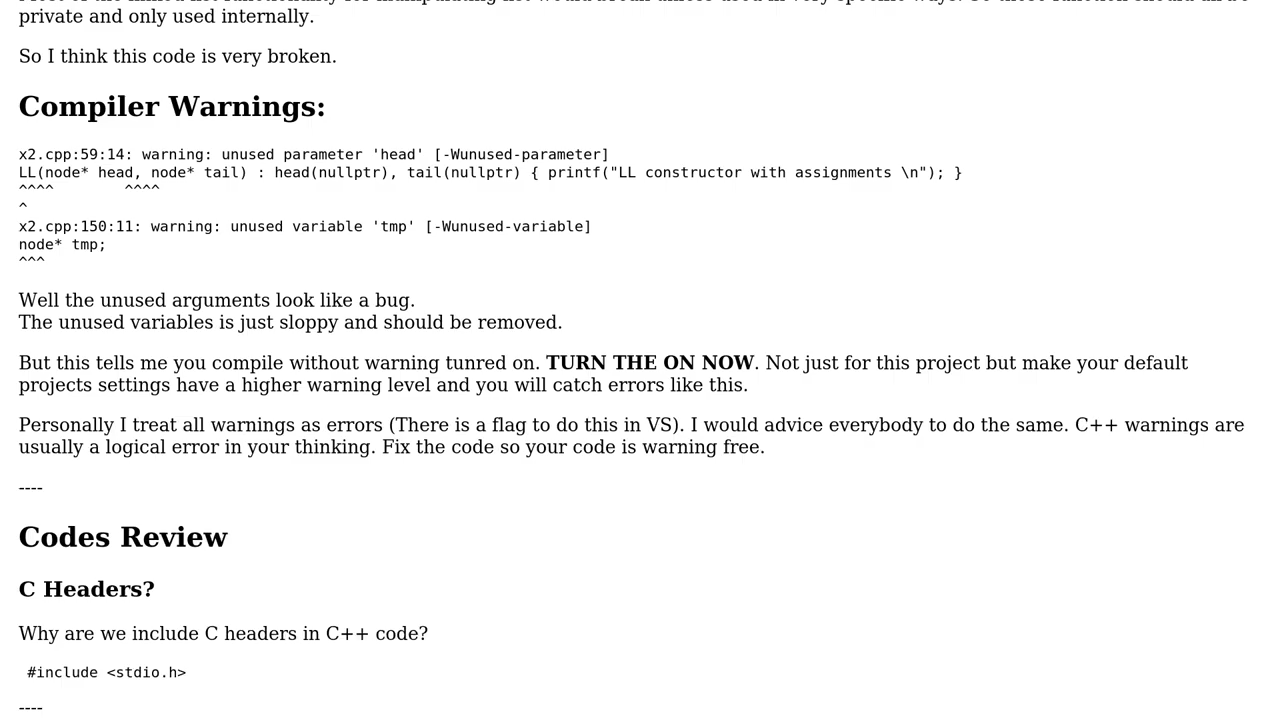 private and only used internally.
So I think this code is very broken.
Compiler Warnings:
x2.cpp:59:14: warning: unused parameter 'head' [-Wunused-parameter]
LL(node* head, node* tail) : head(nullptr), tail(nullptr) { printf("LL constructor with assignments \n"); }
^~~~        ^~~~
^
x2.cpp:150:11: warning: unused variable 'tmp' [-Wunused-variable]
node* tmp;
^~~
Well the unused arguments look like a bug.
The unused variables is just sloppy and should be removed.
But this tells me you compile without warning tunred on. TURN THE ON NOW. Not just for this project but make your default
projects settings have a higher warning level and you will catch errors like this.
Personally I treat all warnings as errors (There is a flag to do this in VS). I would advice everybody to do the same. C++ warnings are
usually a logical error in your thinking. Fix the code so your code is warning free.
----
Codes Review
C Headers?
Why are we include C headers in C++ code?
#include <stdio.h>
----